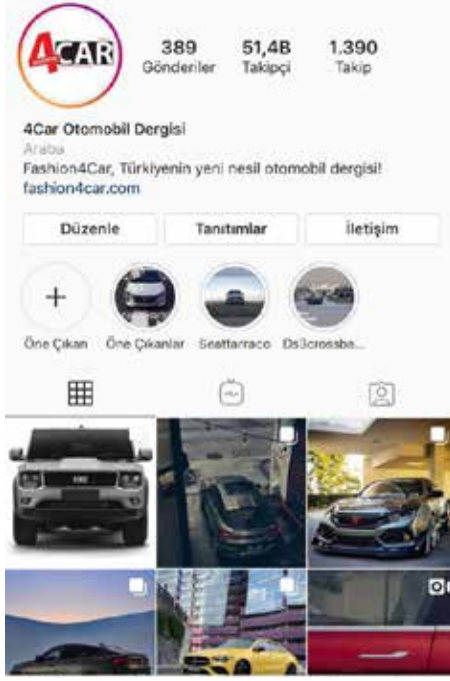 4CAR
389 51,4B 1.390
Gönderiler Takipçi Takip
4Car Otomobil Dergisi
Araba
Fashion4Car, Türkiyenin yeni nesil otomobil dergisi!
fashion4car.com
Düzenle Tanıtımlar İletişim
Öne Çıkan Öne Çıkanlar Seattarraco Ds3crossba...